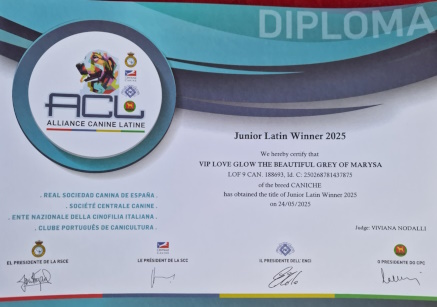 DIPLOMA
ACL
ALLIANCE CANINE LATINE
Junior Latin Winner 2025
We hereby certify that
VIP LOVE GLOW THE BEAUTIFUL GREY OF MARYSA
LOF 9 CAN. 188693, Id: C: 250268781437875
of the breed CANICHE
has obtained the title of Junior Latin Winner 2025
on 24/05/2025
. REAL SOCIEDAD CANINA DE ESPAÑA .
. SOCIÉTÉ CENTRALE CANINE .
. ENTE NAZIONALE DELLA CINOFILIA ITALIANA .
. CLUBE PORTUGUÊS DE CANICULTURA .
Judge: VIVIANA NODALLI
EL PRESIDENTE DE LA RSCE
LE PRÉSIDENT DE LA SCC
IL PRESIDENTE DELL' ENCI
O PRESIDENTE DO CPC